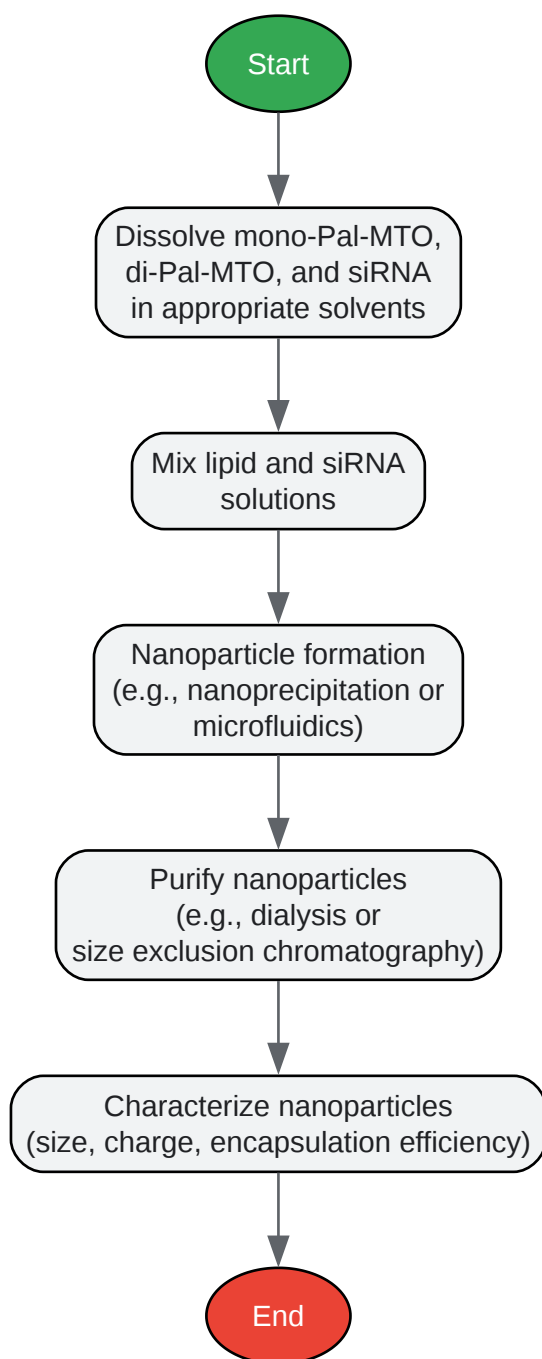 Start
Dissolve mono-Pal-MTO,
di-Pal-MTO, and siRNA
in appropriate solvents
Mix lipid and siRNA
solutions
Nanoparticle formation
(e.g., nanoprecipitation or
microfluidics)
Purify nanoparticles
(e.g., dialysis or
size exclusion chromatography)
Characterize nanoparticles
(size, charge, encapsulation efficiency)
End